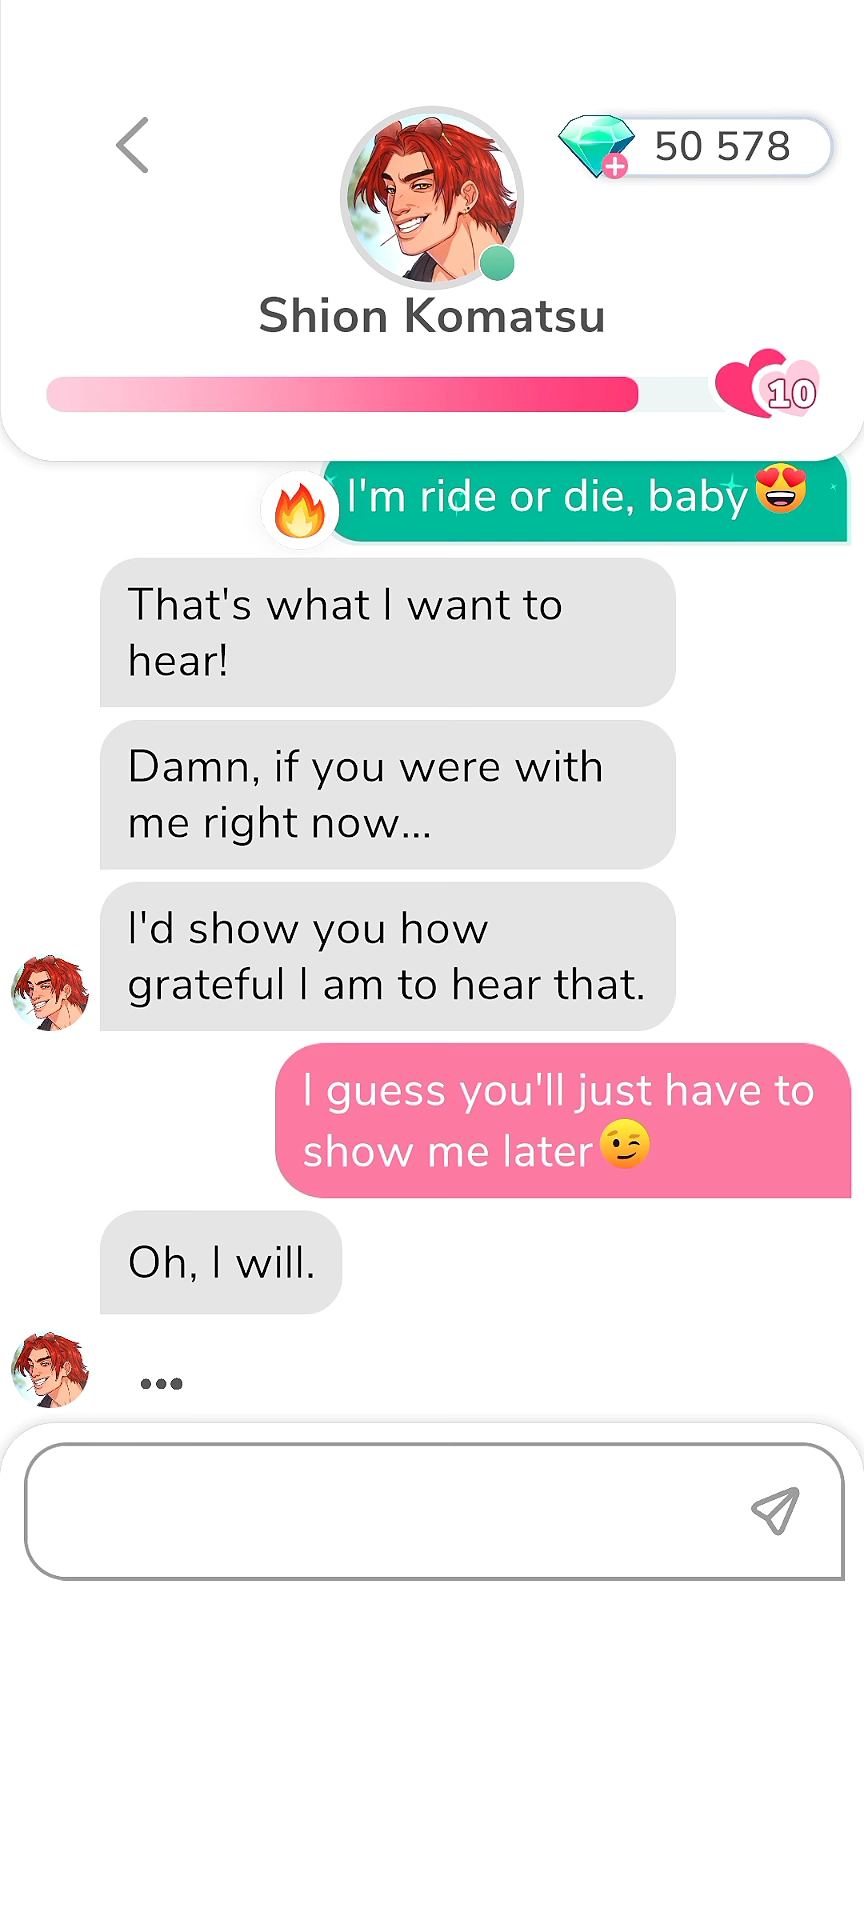 50 578
Shion Komatsu
10
I'm ride or die, baby😍
That's what I want to
hear!
Damn, if you were with
me right now...
I'd show you how
grateful I am to hear that.
I guess you'll just have to
show me later😉
Oh, I will.